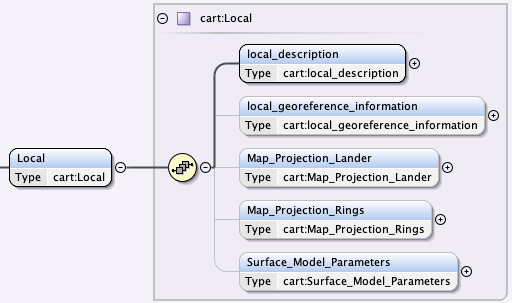 cart:Local
local_description
Type cart:local_description
local_georeference_information
Type cart:local_georeference_information
Local
Type cart:Local
Map_Projection_Lander
Type cart:Map_Projection_Lander
Map_Projection_Rings
Type cart:Map_Projection_Rings
Surface_Model_Parameters
Type cart:Surface_Model_Parameters